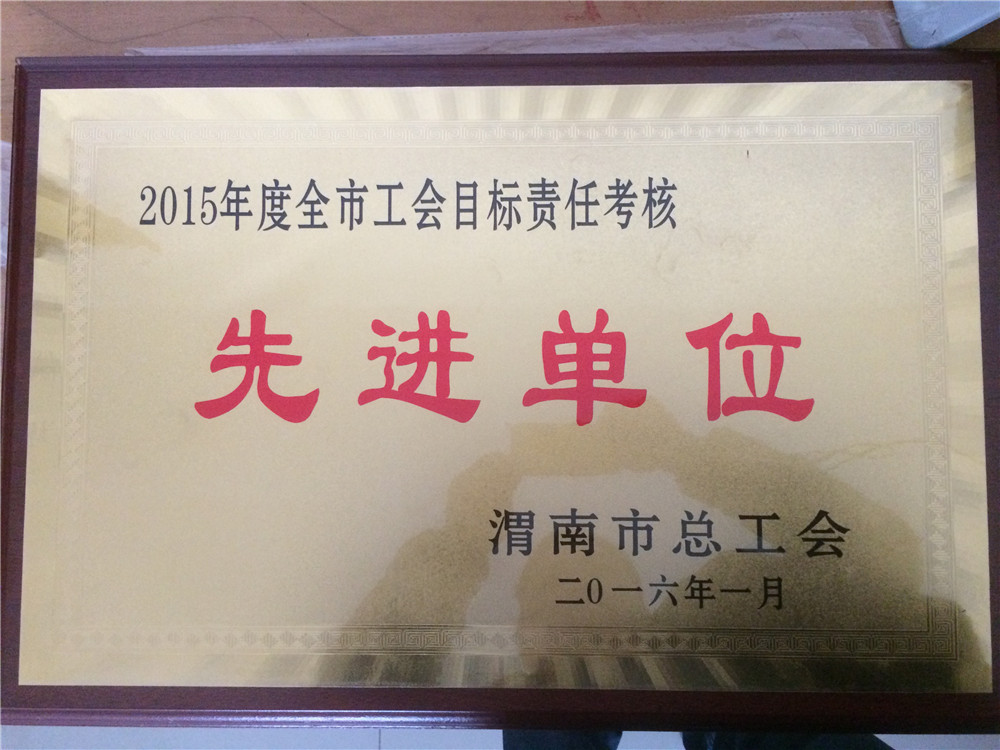 2015年度全市工会目标责任考核
先进单位
渭南市总工会
二0一六年一月